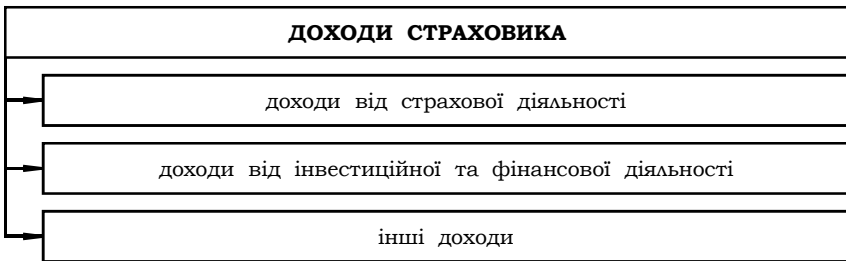 ДОХОДИ СТРАХОВИКА
доходи від страхової діяльності
доходи від інвестиційної та фінансової діяльності
інші доходи